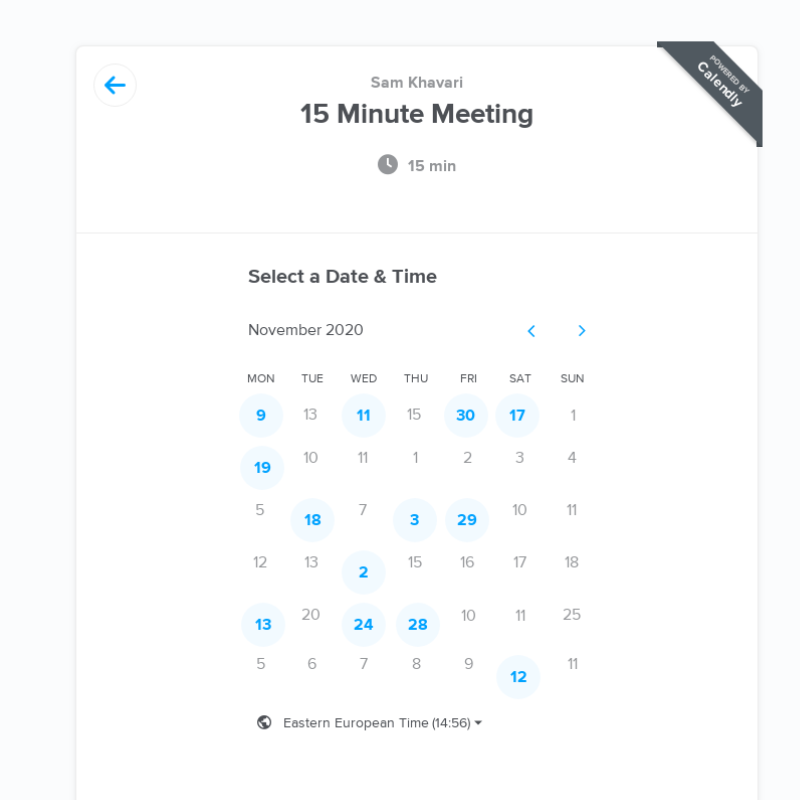 POWERED BY
Calendly
Sam Khavari
15 Minute Meeting
15 min
Select a Date & Time
November 2020
MON TUE WED THU FRI SAT SUN
9 13 11 15 30 17 1
19 10 11 1 2 3 4
5 18 7 3 29 10 11
12 13 2 15 16 17 18
13 20 24 28 10 11 25
5 6 7 8 9 12 11
Eastern European Time (14:56)